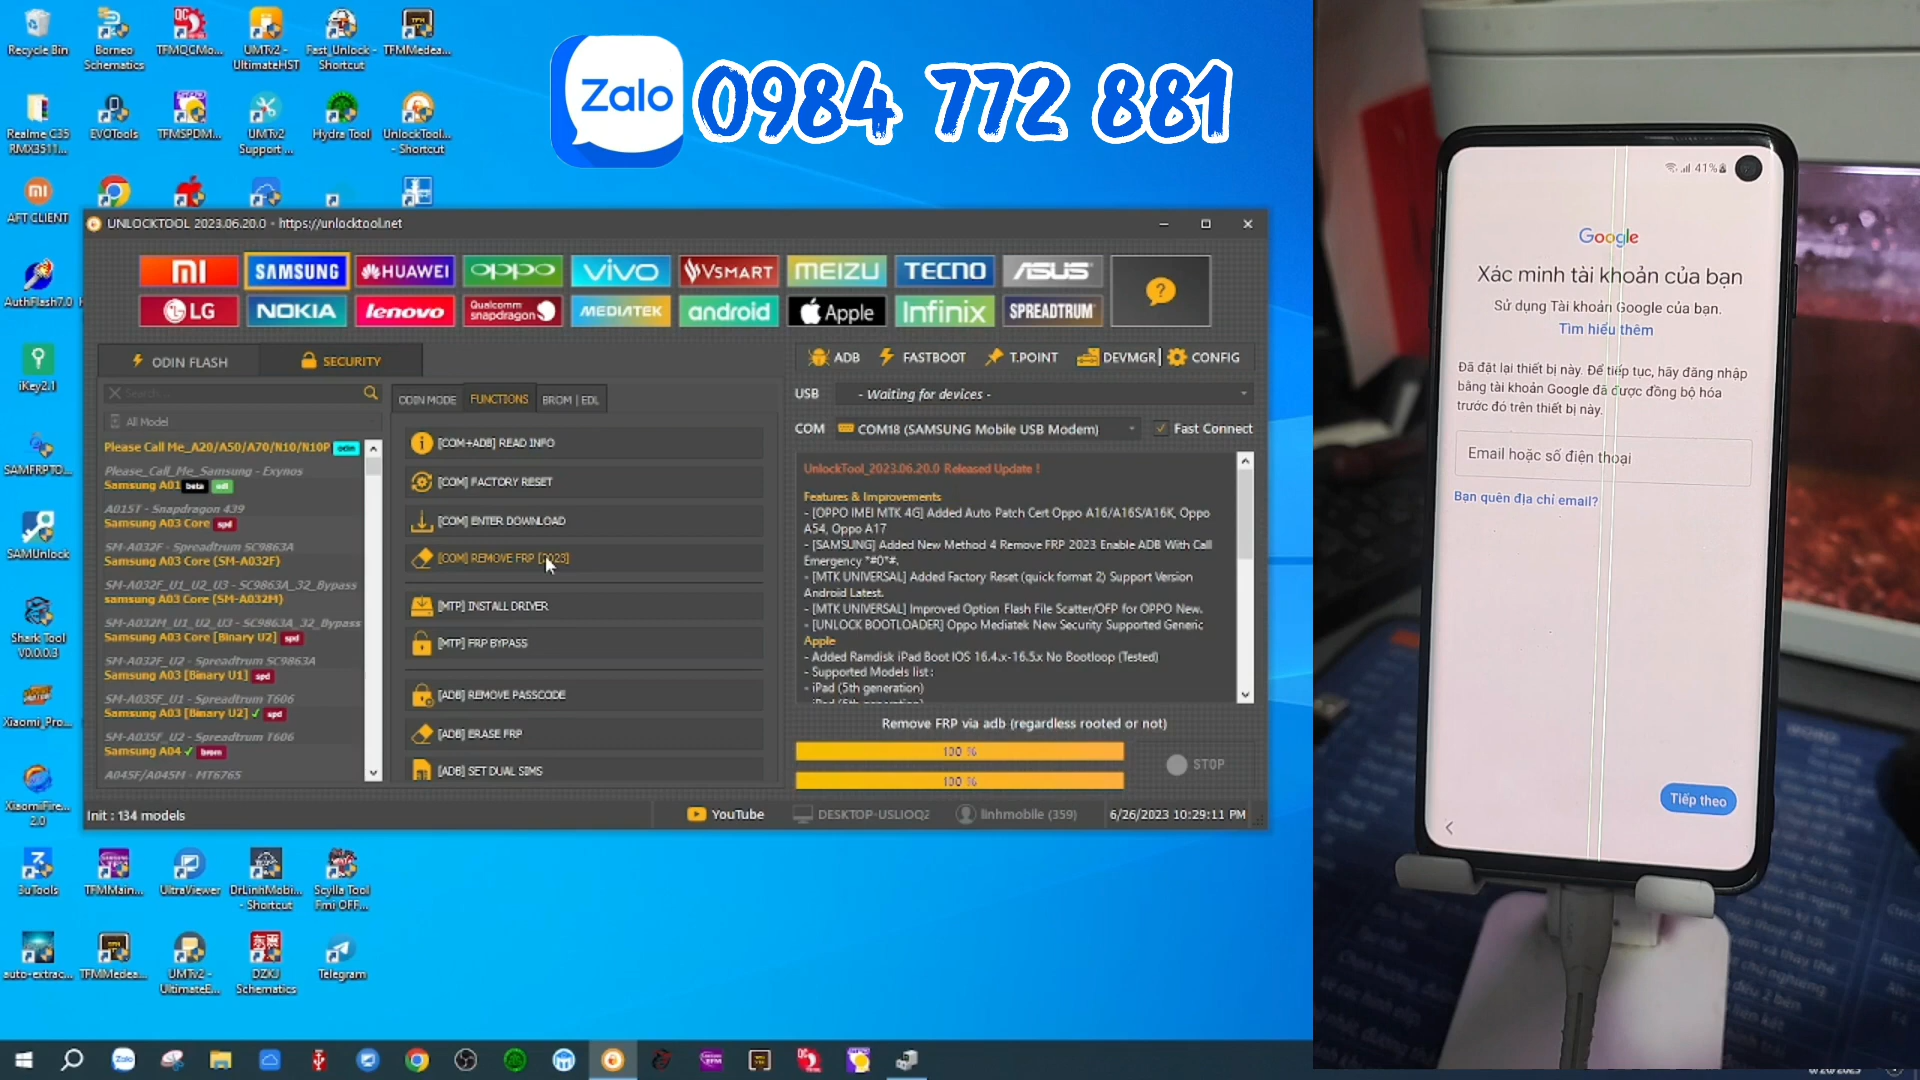 Recycle Bin
Borneo Schematics
TFMQCMo...
UMTv2 - UltimateHST
Fast_Unlock - Shortcut
TFMMedea...
Realme C35 RMX3511...
EVOTools
TFMSPDM...
UMTv2 Support ...
Hydra Tool
UnlockTool... - Shortcut
AFT CLIENT
AuthFlash7.0
iKey2.1
SAMFRPTO...
SAMUnlock
Shark Tool V0.0.0.3
Xiaomi_Pro...
XiaomiFire... 2.0
3uTools
TFMMain...
UltraViewer
DrLinhMobi... - Shortcut
Scylla Tool Fmi OFF...
auto-extrac...
TFMMedea...
UMTv2 - UltimateE...
DZKJ Schematics
Telegram
Zalo
0984 772 881
UNLOCKTOOL 2023.06.20.0 - https://unlocktool.net
SAMSUNG
HUAWEI
oppo
vivo
VSMART
MEIZU
TECNO
ASUS
LG
NOKIA
lenovo
Qualcomm snapdragon
MEDIATEK
android
Apple
Infinix
SPREADTRUM
?
ODIN FLASH
SECURITY
ADB
FASTBOOT
T.POINT
DEVMGR
CONFIG
Search...
All Model
Please Call Me_A20/A50/A70/N10/N10P odin
Please_Call_Me_Samsung - Exynos
Samsung A01 beta edl
A015T - Snapdragon 439
Samsung A03 Core spd
SM-A032F - Spreadtrum SC9863A
Samsung A03 Core (SM-A032F)
SM-A032F_U1_U2_U3 - SC9863A_32_Bypass
samsung A03 Core (SM-A032M)
SM-A032M_U1_U2_U3 - SC9863A_32_Bypass
Samsung A03 Core [Binary U2] spd
SM-A032F_U2 - Spreadtrum SC9863A
Samsung A03 [Binary U1] spd
SM-A035F_U1 - Spreadtrum T606
Samsung A03 [Binary U2] ✓ spd
SM-A035F_U2 - Spreadtrum T606
Samsung A04 ✓ brom
A045F/A045M - MT6765
ODIN MODE
FUNCTIONS
BROM | EDL
[COM+ADB] READ INFO
[COM] FACTORY RESET
[COM] ENTER DOWNLOAD
[COM] REMOVE FRP [2023]
[MTP] INSTALL DRIVER
[MTP] FRP BYPASS
[ADB] REMOVE PASSCODE
[ADB] ERASE FRP
[ADB] SET DUAL SIMS
USB
- Waiting for devices -
COM
COM18 (SAMSUNG Mobile USB Modem)
Fast Connect
UnlockTool_2023.06.20.0 Released Update !
Features & Improvements
- [OPPO IMEI MTK 4G] Added Auto Patch Cert Oppo A16/A16S/A16K, Oppo
A54, Oppo A17
- [SAMSUNG] Added New Method 4 Remove FRP 2023 Enable ADB With Call
Emergency *#0*#.
- [MTK UNIVERSAL] Added Factory Reset (quick format 2) Support Version
Android Latest.
- [MTK UNIVERSAL] Improved Option Flash File Scatter/OFP for OPPO New.
- [UNLOCK BOOTLOADER] Oppo Mediatek New Security Supported Generic
Apple
- Added Ramdisk iPad Boot IOS 16.4.x-16.5x No Bootloop (Tested)
- Supported Models list :
- iPad (5th generation)
Remove FRP via adb (regardless rooted or not)
100 %
100 %
STOP
Init : 134 models
YouTube
DESKTOP-USLIOQ2
linhmobile (359)
6/26/2023 10:29:11 PM
41%
Google
Xác minh tài khoản của bạn
Sử dụng Tài khoản Google của bạn.
Tìm hiểu thêm
Đã đặt lại thiết bị này. Để tiếp tục, hãy đăng nhập
bằng tài khoản Google đã được đồng bộ hóa
trước đó trên thiết bị này.
Email hoặc số điện thoại
Bạn quên địa chỉ email?
Tiếp theo